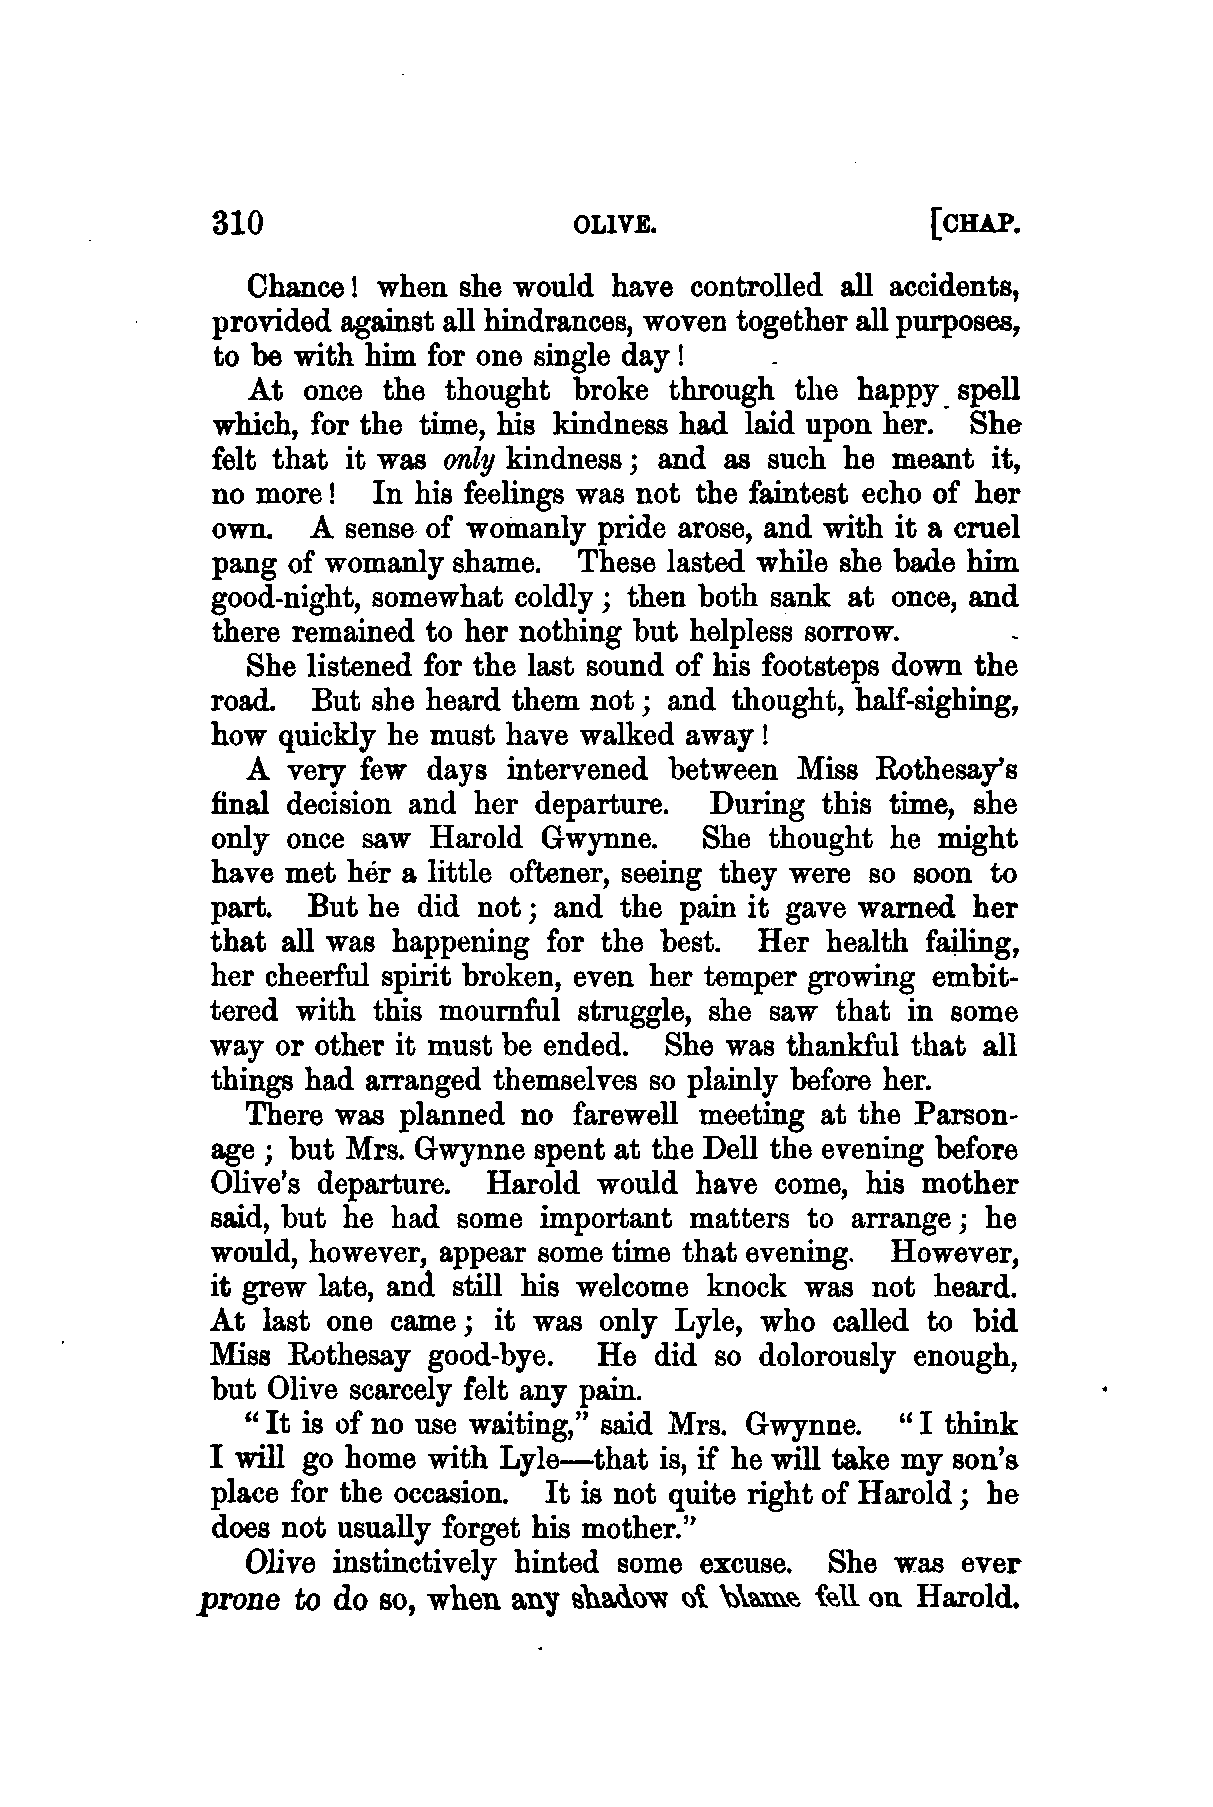 310 OLIVE. [CHAP.
Chance! when she would have controlled all accidents,
provided against all hindrances, woven together all purposes,
to be with him for one single day!
At once the thought broke through the happy spell
which, for the time, his kindness had laid upon her. She
felt that it was only kindness; and as such he meant it,
no more! In his feelings was not the faintest echo of her
own. A sense of womanly pride arose, and with it a cruel
pang of womanly shame. These lasted while she bade him
good-night, somewhat coldly; then both sank at once, and
there remained to her nothing but helpless sorrow.
She listened for the last sound of his footsteps down the
road. But she heard them not; and thought, half-sighing,
how quickly he must have walked away!
A very few days intervened between Miss Rothesay's
final decision and her departure. During this time, she
only once saw Harold Gwynne. She thought he might
have met her a little oftener, seeing they were so soon to
part. But he did not; and the pain it gave warned her
that all was happening for the best. Her health failing,
her cheerful spirit broken, even her temper growing embit-
tered with this mournful struggle, she saw that in some
way or other it must be ended. She was thankful that all
things had arranged themselves so plainly before her.
There was planned no farewell meeting at the Parson-
age; but Mrs. Gwynne spent at the Dell the evening before
Olive's departure. Harold would have come, his mother
said, but he had some important matters to arrange; he
would, however, appear some time that evening. However,
it grew late, and still his welcome knock was not heard.
At last one came; it was only Lyle, who called to bid
Miss Rothesay good-bye. He did so dolorously enough,
but Olive scarcely felt any pain.
"It is of no use waiting," said Mrs. Gwynne. "I think
I will go home with Lyle—that is, if he will take my son's
place for the occasion. It is not quite right of Harold; he
does not usually forget his mother."
Olive instinctively hinted some excuse. She was ever
prone to do so, when any shadow of blame fell on Harold.